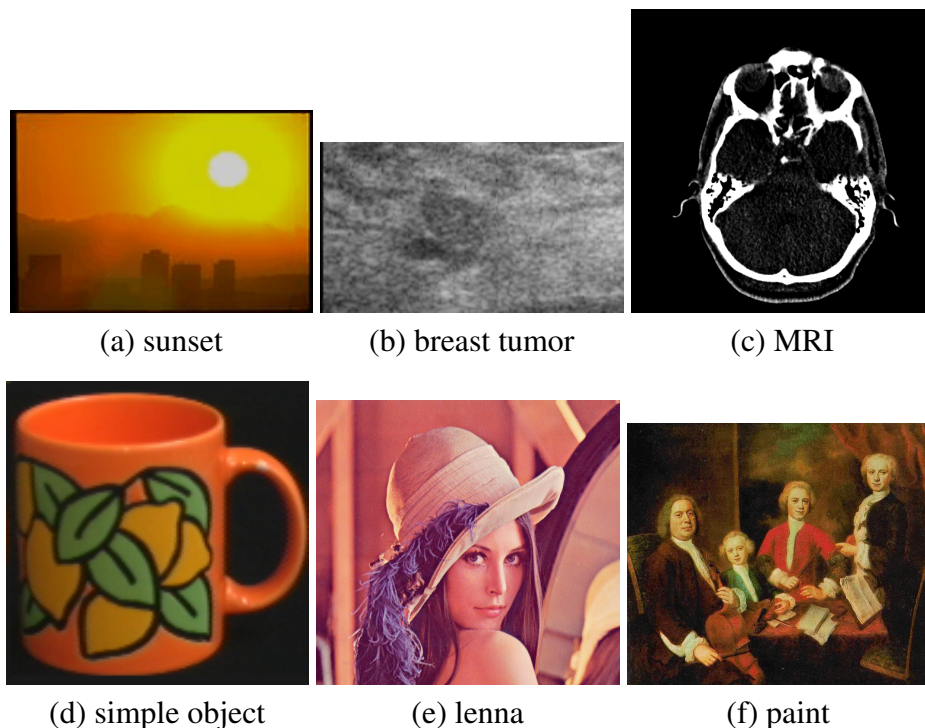 (a) sunset
(b) breast tumor
(c) MRI
(d) simple object
(e) lenna
(f) paint